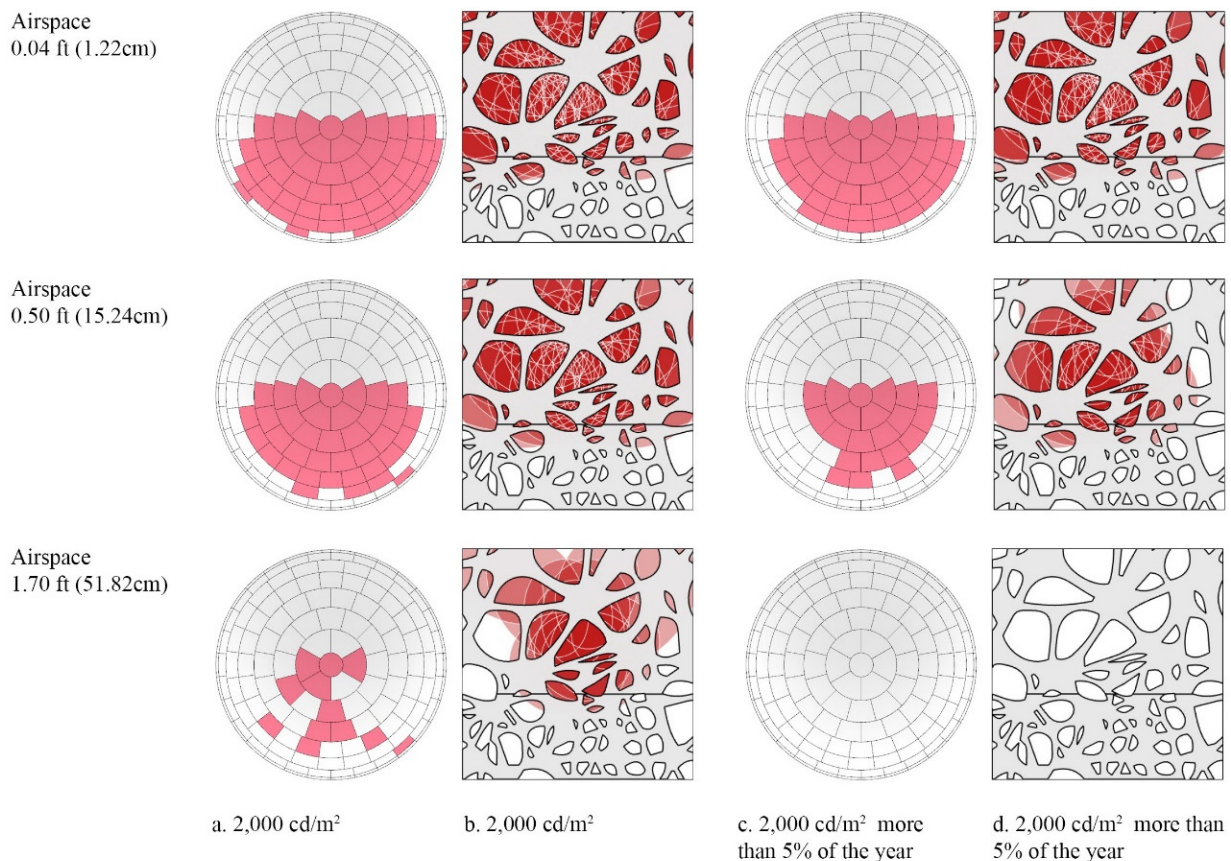 Airspace
0.04 ft (1.22cm)
Airspace
0.50 ft (15.24cm)
Airspace
1.70 ft (51.82cm)
a. 2,000 cd/m²
b. 2,000 cd/m²
c. 2,000 cd/m² more
than 5% of the year
d. 2,000 cd/m² more than
5% of the year